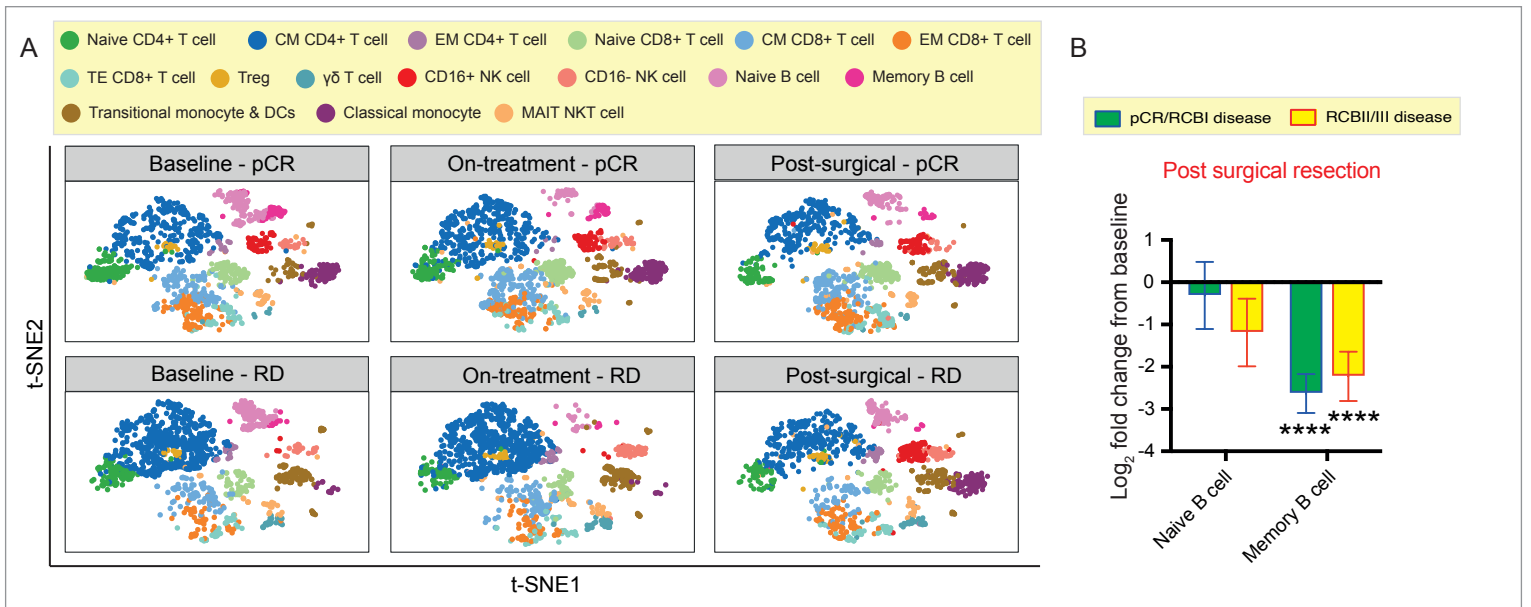 A
Naive CD4+ T cell
CM CD4+ T cell
EM CD4+ T cell
Naive CD8+ T cell
CM CD8+ T cell
EM CD8+ T cell
TE CD8+ T cell
Treg
γδ T cell
CD16+ NK cell
CD16- NK cell
Naive B cell
Memory B cell
Transitional monocyte & DCs
Classical monocyte
MAIT NKT cell
Baseline - pCR
On-treatment - pCR
Post-surgical - pCR
Baseline - RD
On-treatment - RD
Post-surgical - RD
t-SNE2
t-SNE1
B
pCR/RCBI disease
RCBII/III disease
Post surgical resection
Log₂ fold change from baseline
1
0
-1
-2
-3
-4
****
****
Naive B cell
Memory B cell